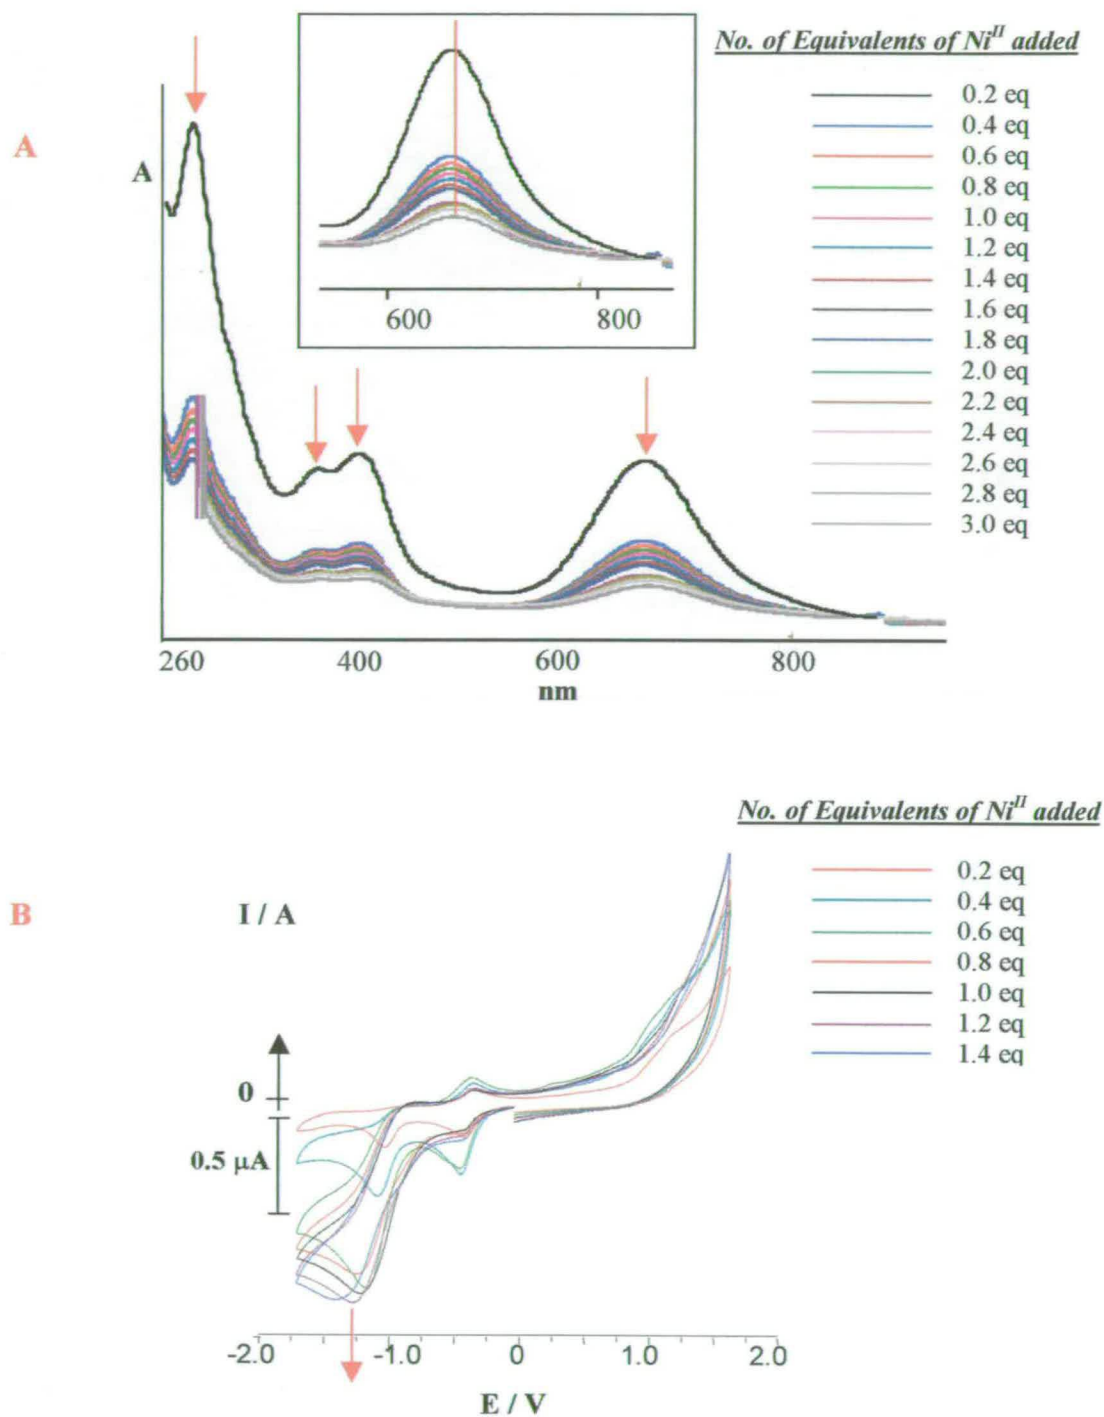 No. of Equivalents of Ni^II added
0.2 eq
0.4 eq
0.6 eq
0.8 eq
1.0 eq
1.2 eq
1.4 eq
1.6 eq
1.8 eq
2.0 eq
2.2 eq
2.4 eq
2.6 eq
2.8 eq
3.0 eq
A
A
600 800
260 400 600 800
nm
No. of Equivalents of Ni^II added
0.2 eq
0.4 eq
0.6 eq
0.8 eq
1.0 eq
1.2 eq
1.4 eq
B
I / A
0
0.5 µA
-2.0 -1.0 0 1.0 2.0
E / V